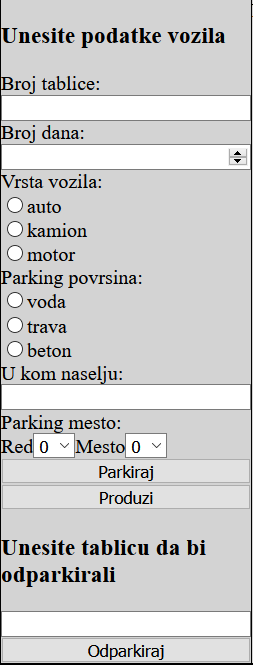 Unesite podatke vozila
Broj tablice:
Broj dana:
Vrsta vozila:
auto
kamion
motor
Parking povrsina:
voda
trava
beton
U kom naselju:
Parking mesto:
Red 0 Mesto 0
Parkiraj
Produzi
Unesite tablicu da bi
odparkirali
Odparkiraj